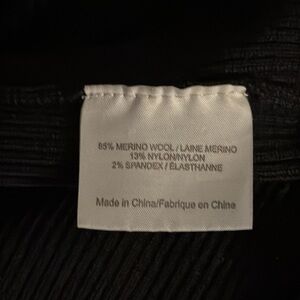 85% MERINO WOOL / LAINE MERINO
13% NYLON/NYLON
2% SPANDEX / ÉLASTHANNE
Made in China/Fabrique en Chine